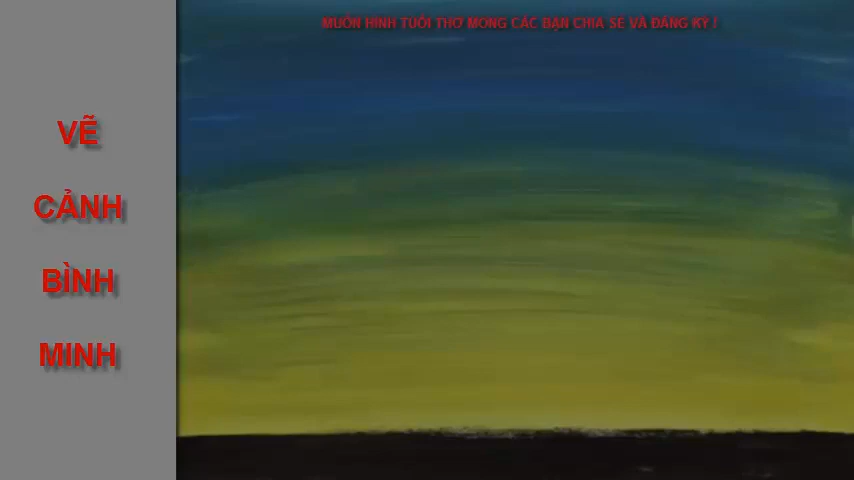 MUÔN HÌNH TUỔI THƠ MONG CÁC BẠN CHIA SẺ VÀ ĐĂNG KÝ !
VẼ
CẢNH
BÌNH
MINH